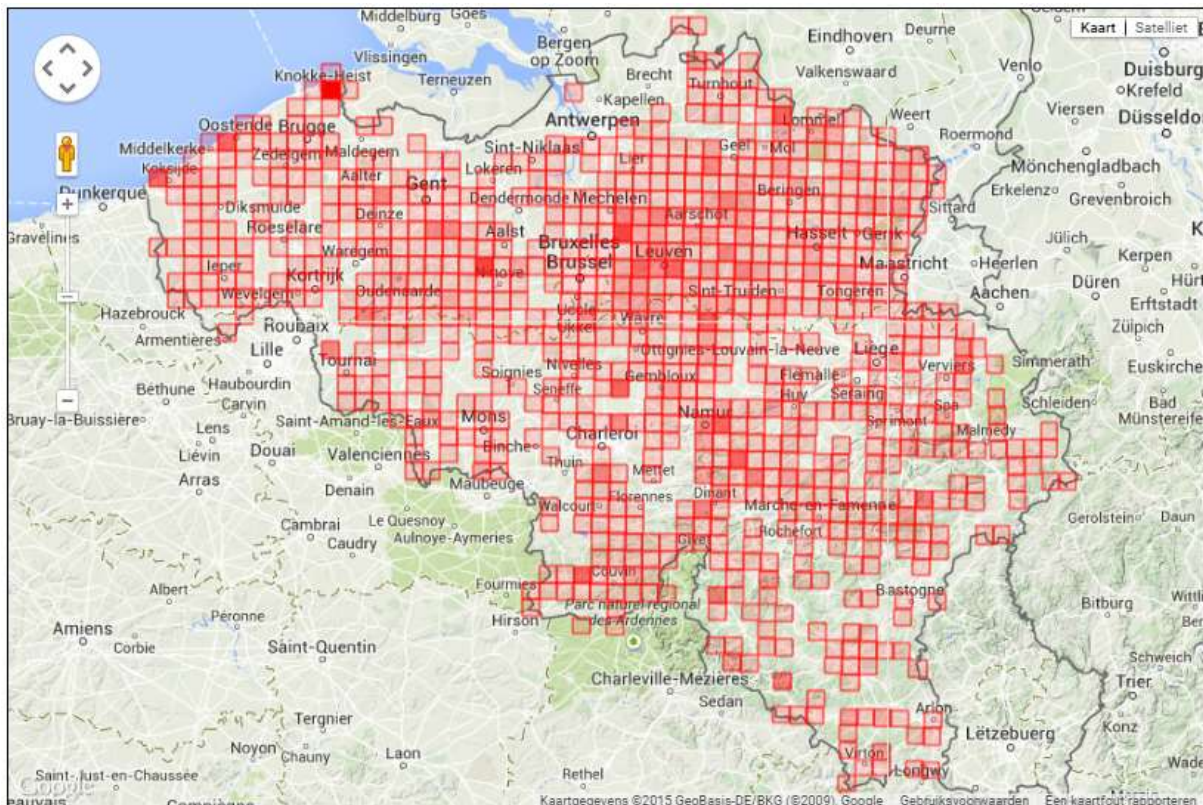 Middelburg Goes
Vlissingen
Terneuzen
Bergen
op Zoom
Eindhoven
Deurne
Kaart
Satelliet
Venlo
Duisburg
Krefeld
Viersen
Düsseldo
Knokke-Heist
Brecht
Kapellen
Turnhout
Valkenswaard
Weert
Roermond
Mönchengladbach
Oostende Brugge
Middelkerke
Zedelgem
Maldegem
Antwerpen
Sint-Niklaas
Lier
Geel
Mol
Lommel
Koksijde
Dunkerque
Aalter
Gent
Lokeren
Dendermonde Mechelen
Beringen
Erkelenz
Grevenbroich
Sittard
Gravelines
Diksmuide
Roeselare
Deinze
Aalst
Aarschot
Waregem
Bruxelles
Brussel
Leuven
Hasselt
Genk
Jülich
Kerpen
Ieper
Kortrijk
Ninove
Maastricht
Heerlen
Düren
Hürt
Wevelgem
Oudenaarde
Sint-Truiden
Tongeren
Aachen
Erftstadt
Hazebrouck
Armentières
Roubaix
Lille
Uccle
Ukkel
Wavre
Zülpich
Tournai
Ottignies-Louvain-la-Neuve
Liège
Verviers
Simmerath
Euskirche
Béthune
Haubourdin
Carvin
Soignies
Nivelles
Seneffe
Gembloux
Flémalle
Huy
Seraing
Spa
Schleiden
Bad
Münstereife
Bruay-la-Buissière
Lens
Liévin
Douai
Saint-Amand-les-Eaux
Mons
Binche
Charleroi
Namur
Sprimont
Malmedy
Arras
Valenciennes
Denain
Maubeuge
Thuin
Mettet
Dinant
Marche-en-Famenne
Florennes
Walcourt
Le Quesnoy
Aulnoye-Aymeries
Cambrai
Caudry
Givet
Rochefort
Gerolstein
Daun
Albert
Péronne
Fourmies
Couvin
Bastogne
Bitburg
Amiens
Corbie
Hirson
Parc naturel régional
des Ardennes
Saint-Quentin
Charleville-Mézières
Sedan
Schweich
Trier
Konz
Tergnier
Arlon
Lëtzebuerg
Noyon
Chauny
Laon
Virton
Longwy
Saint-Just-en-Chaussée
Rethel
Google
Kaartgegevens ©2015 GeoBasis-DE/BKG (©2009), Google
Gebruiksvoorwaarden
Een kaartfout rapporteren